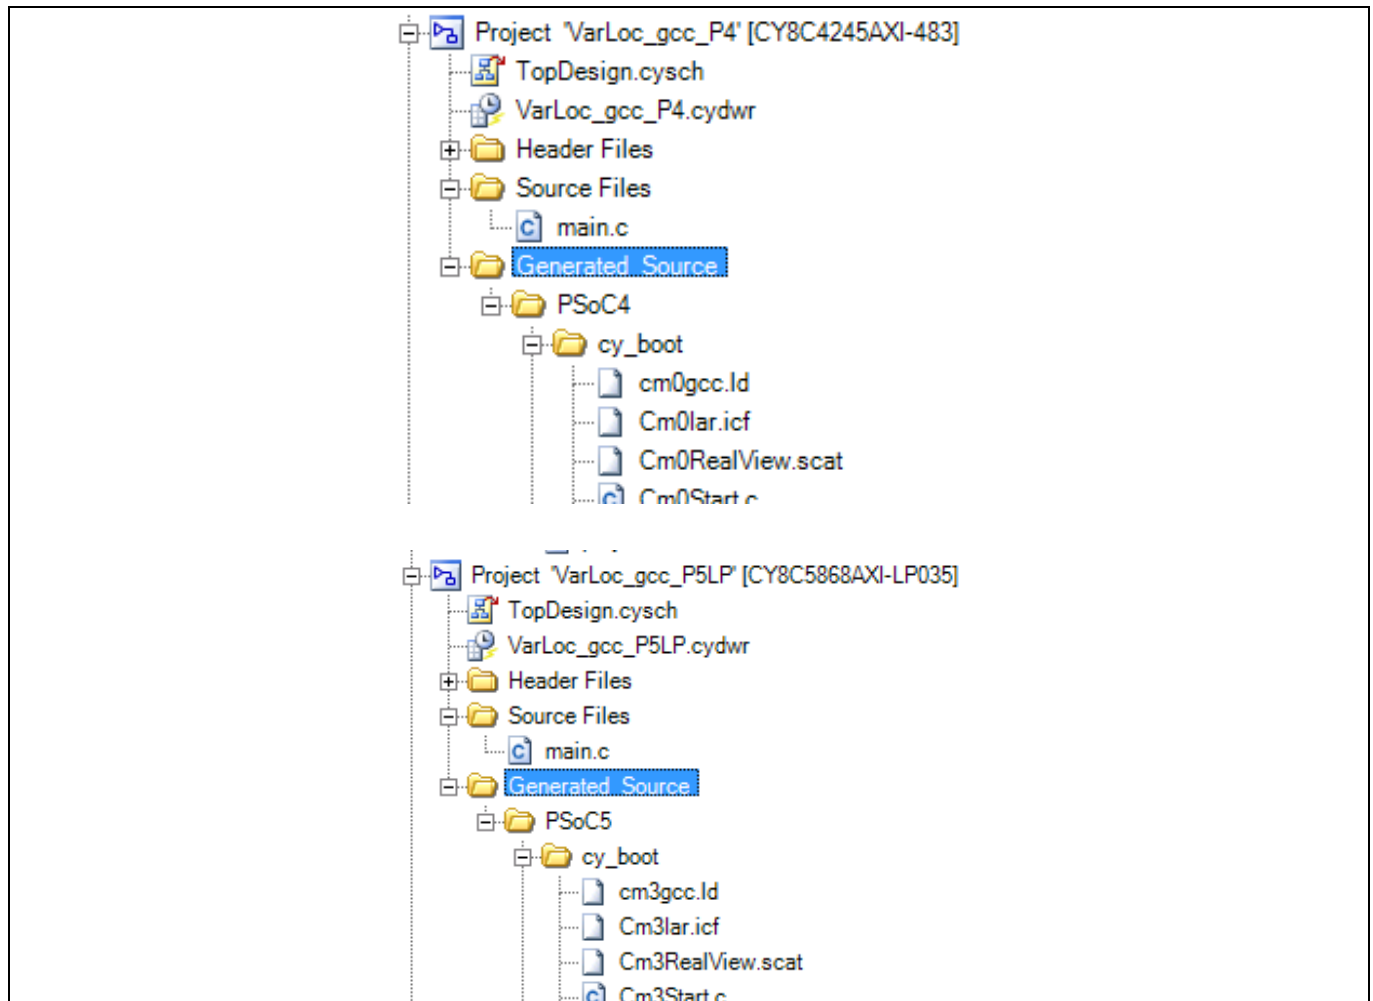 Project 'VarLoc_gcc_P4' [CY8C4245AXI-483]
TopDesign.cysch
VarLoc_gcc_P4.cydwr
Header Files
Source Files
main.c
Generated_Source
PSoC4
cy_boot
cm0gcc.ld
Cm0Iar.icf
Cm0RealView.scat
Cm0Start.c
Project 'VarLoc_gcc_P5LP' [CY8C5868AXI-LP035]
TopDesign.cysch
VarLoc_gcc_P5LP.cydwr
Header Files
Source Files
main.c
Generated_Source
PSoC5
cy_boot
cm3gcc.ld
Cm3Iar.icf
Cm3RealView.scat
Cm3Start.c